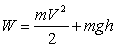 W = mV²/2 + mgh